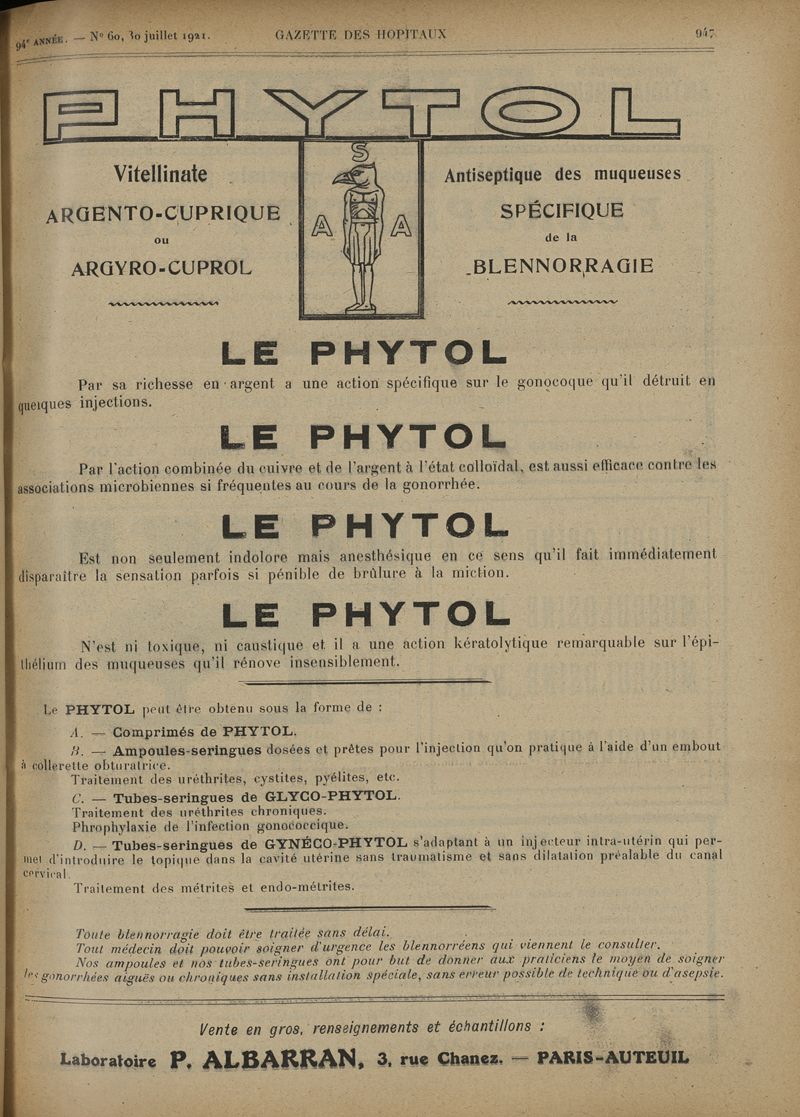 94e ANNÉE. — No 60, 30 juillet 1921. GAZETTE DES HOPITAUX 947
PHYTOL
Vitellinate
ARGENTO-CUPRIQUE
ou
ARGYRO-CUPROL
S
A A
Antiseptique des muqueuses
SPÉCIFIQUE
de la
BLENNORRAGIE
LE PHYTOL
Par sa richesse en argent a une action spécifique sur le gonocoque qu'il détruit en
quelques injections.
LE PHYTOL
Par l'action combinée du cuivre et de l'argent à l'état colloïdal, est aussi efficace contre les
associations microbiennes si fréquentes au cours de la gonorrhée.
LE PHYTOL
Est non seulement indolore mais anesthésique en ce sens qu'il fait immédiatement
disparaître la sensation parfois si pénible de brûlure à la miction.
LE PHYTOL
N'est ni toxique, ni caustique et il a une action kératolytique remarquable sur l'épi-
thélium des muqueuses qu'il rénove insensiblement.
Le PHYTOL peut être obtenu sous la forme de :
A. — Comprimés de PHYTOL.
B. — Ampoules-seringues dosées et prêtes pour l'injection qu'on pratique à l'aide d'un embout
à collerette obturatrice.
Traitement des uréthrites, cystites, pyélites, etc.
C. — Tubes-seringues de GLYCO-PHYTOL.
Traitement des uréthrites chroniques.
Phrophylaxie de l'infection gonococcique.
D. — Tubes-seringues de GYNÉCO-PHYTOL s'adaptant à un injecteur intra-utérin qui per-
met d'introduire le topique dans la cavité utérine sans traumatisme et sans dilatation préalable du canal
cervical.
Traitement des métrites et endo-métrites.
Toute blennorragie doit être traitée sans délai.
Tout médecin doit pouvoir soigner d'urgence les blennorréens qui viennent le consulter.
Nos ampoules et nos tubes-seringues ont pour but de donner aux praticiens le moyen de soigner
les gonorrhées aiguës ou chroniques sans installation spéciale, sans erreur possible de technique ou d'asepsie.
Vente en gros, renseignements et échantillons :
Laboratoire P. ALBARRAN, 3, rue Chanez. — PARIS-AUTEUIL